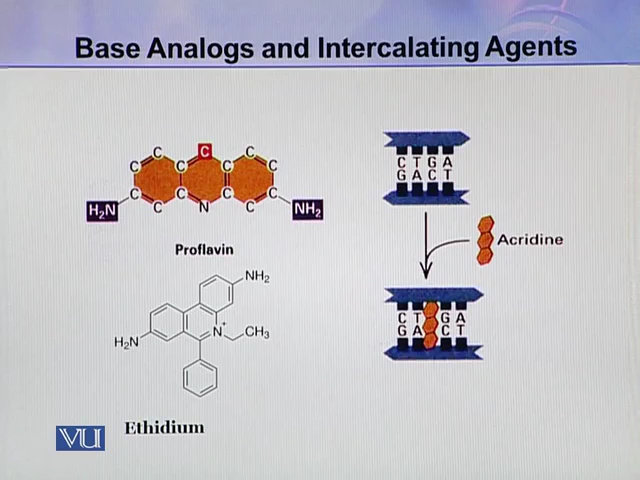 Base Analogs and Intercalating Agents
C
C C C C
C C C C
C C C C
C N C
H₂N NH₂
Proflavin
NH₂
N⁺
CH₃
H₂N
Ethidium
C T G A
G A C T
Acridine
C T G A
G A C T
VU